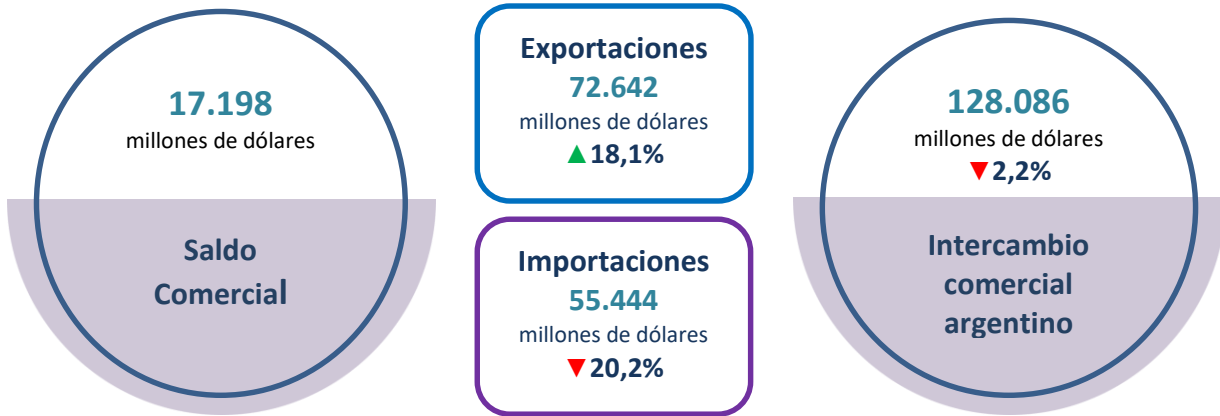 17.198
millones de dólares
Saldo
Comercial
Exportaciones
72.642
millones de dólares
▲18,1%
Importaciones
55.444
millones de dólares
▼20,2%
128.086
millones de dólares
▼2,2%
Intercambio
comercial
argentino